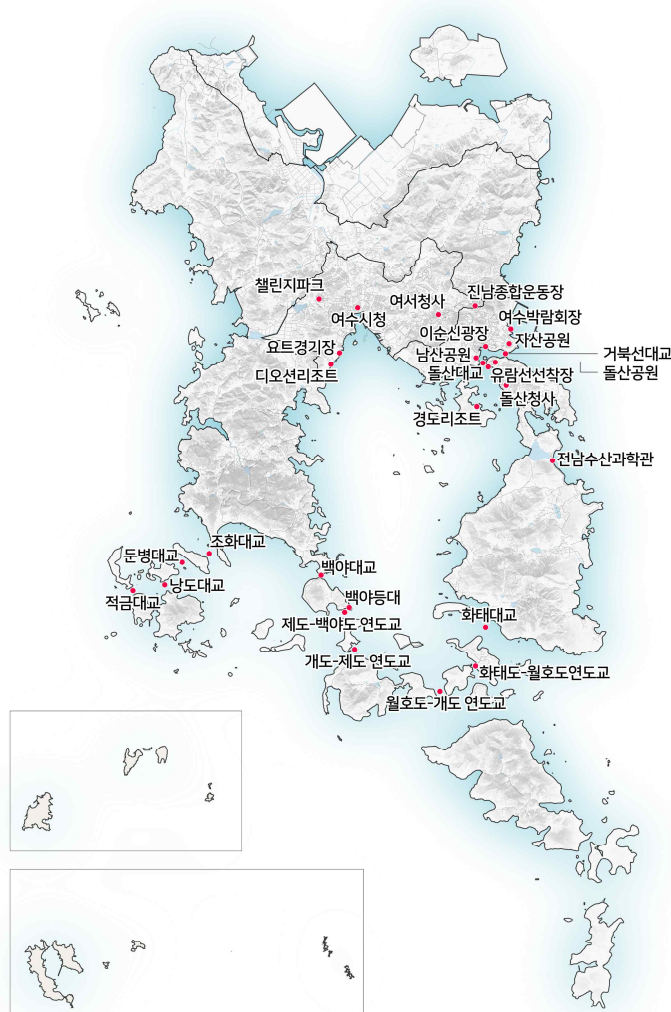 챌린지파크
여서청사
진남종합운동장
여수시청
여수박람회장
이순신광장
자산공원
요트경기장
남산공원
거북선대교
디오션리조트
돌산대교
유람선선착장
돌산공원
돌산청사
경도리조트
전남수산과학관
조화대교
둔병대교
백야대교
낭도대교
적금대교
백야등대
제도-백야도 연도교
화태대교
개도-제도 연도교
화태도-월호도연도교
월호도-개도 연도교